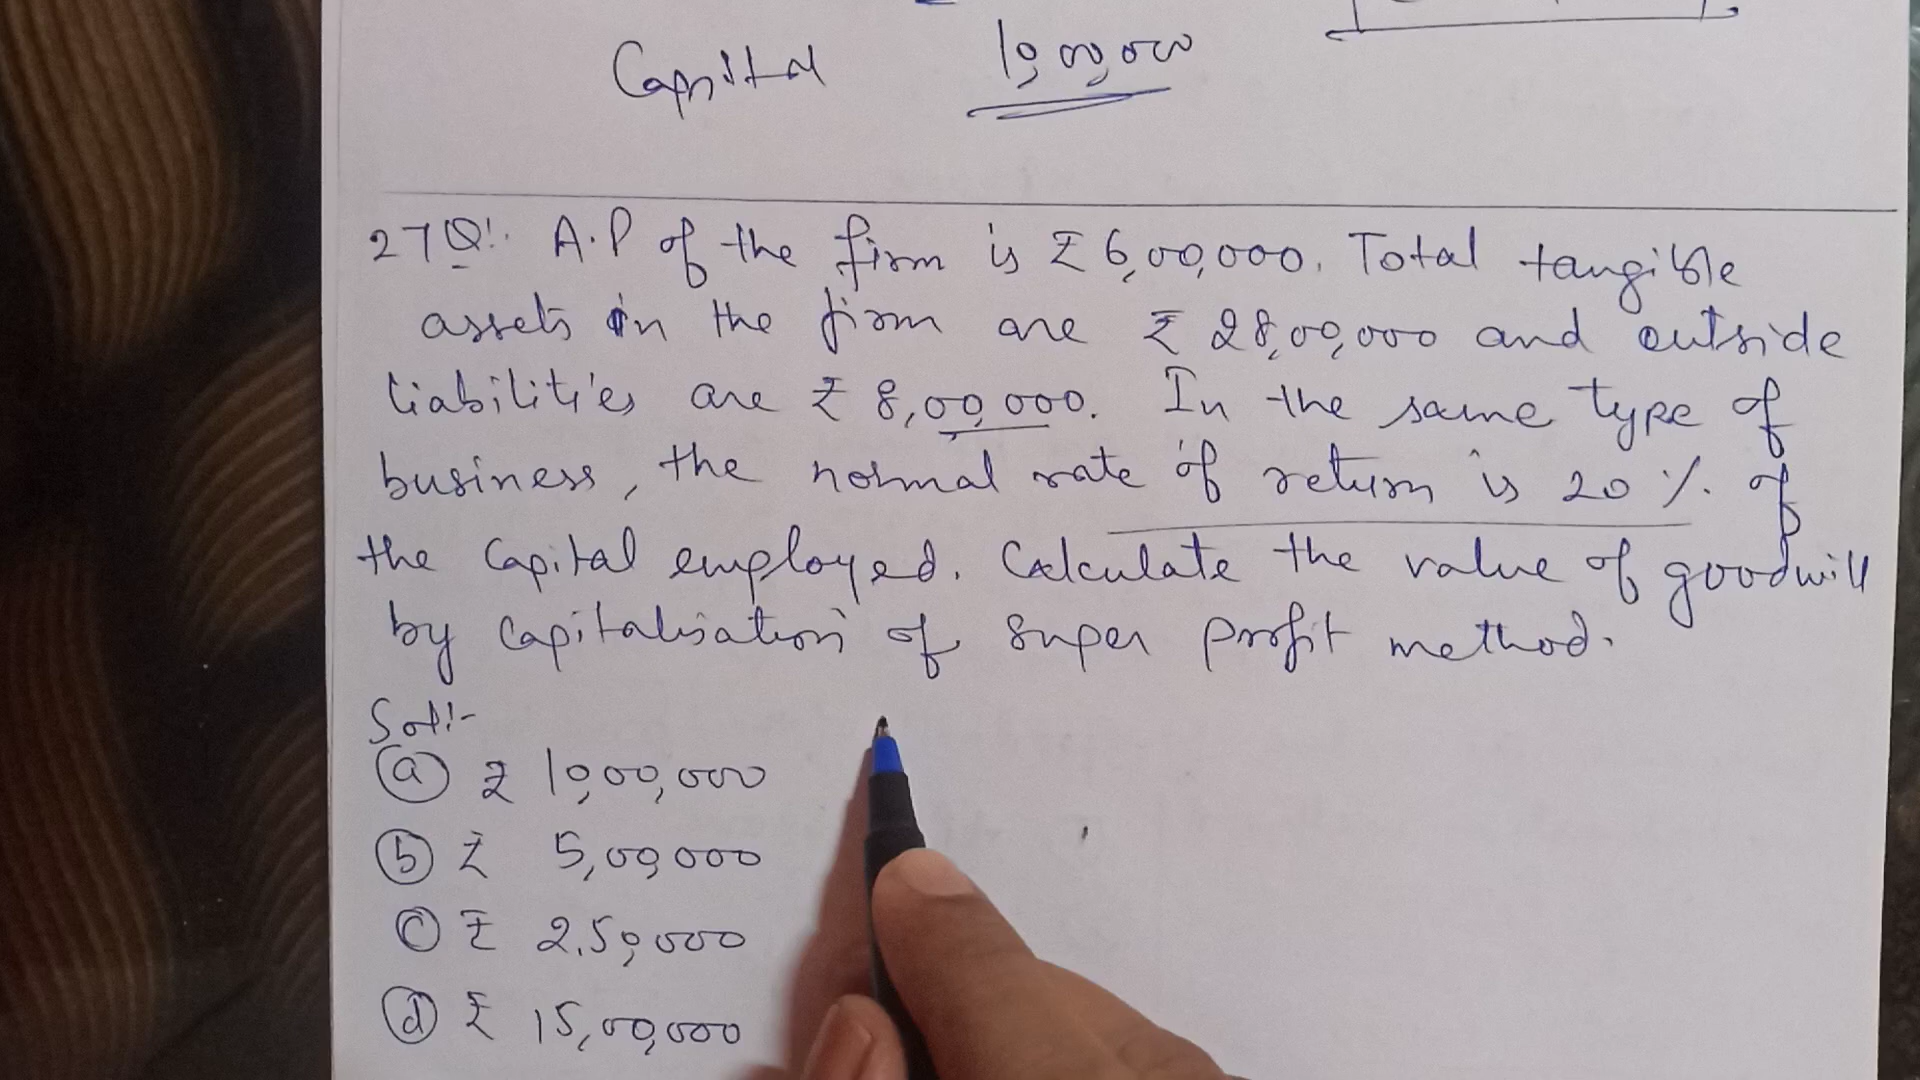 Capital 10,00,000
27Q:. A.P of the firm is ₹ 6,00,000. Total tangible
assets in the firm are ₹ 28,00,000 and outside
liabilities are ₹ 8,00,000. In the same type of
business, the normal rate of return is 20 %. of
the Capital employed. Calculate the value of goodwill
by Capitalisation of Super Profit method.
Sol:-
(a) ₹ 10,00,000
(b) ₹ 5,00,000
(c) ₹ 2,50,000
(d) ₹ 15,00,000